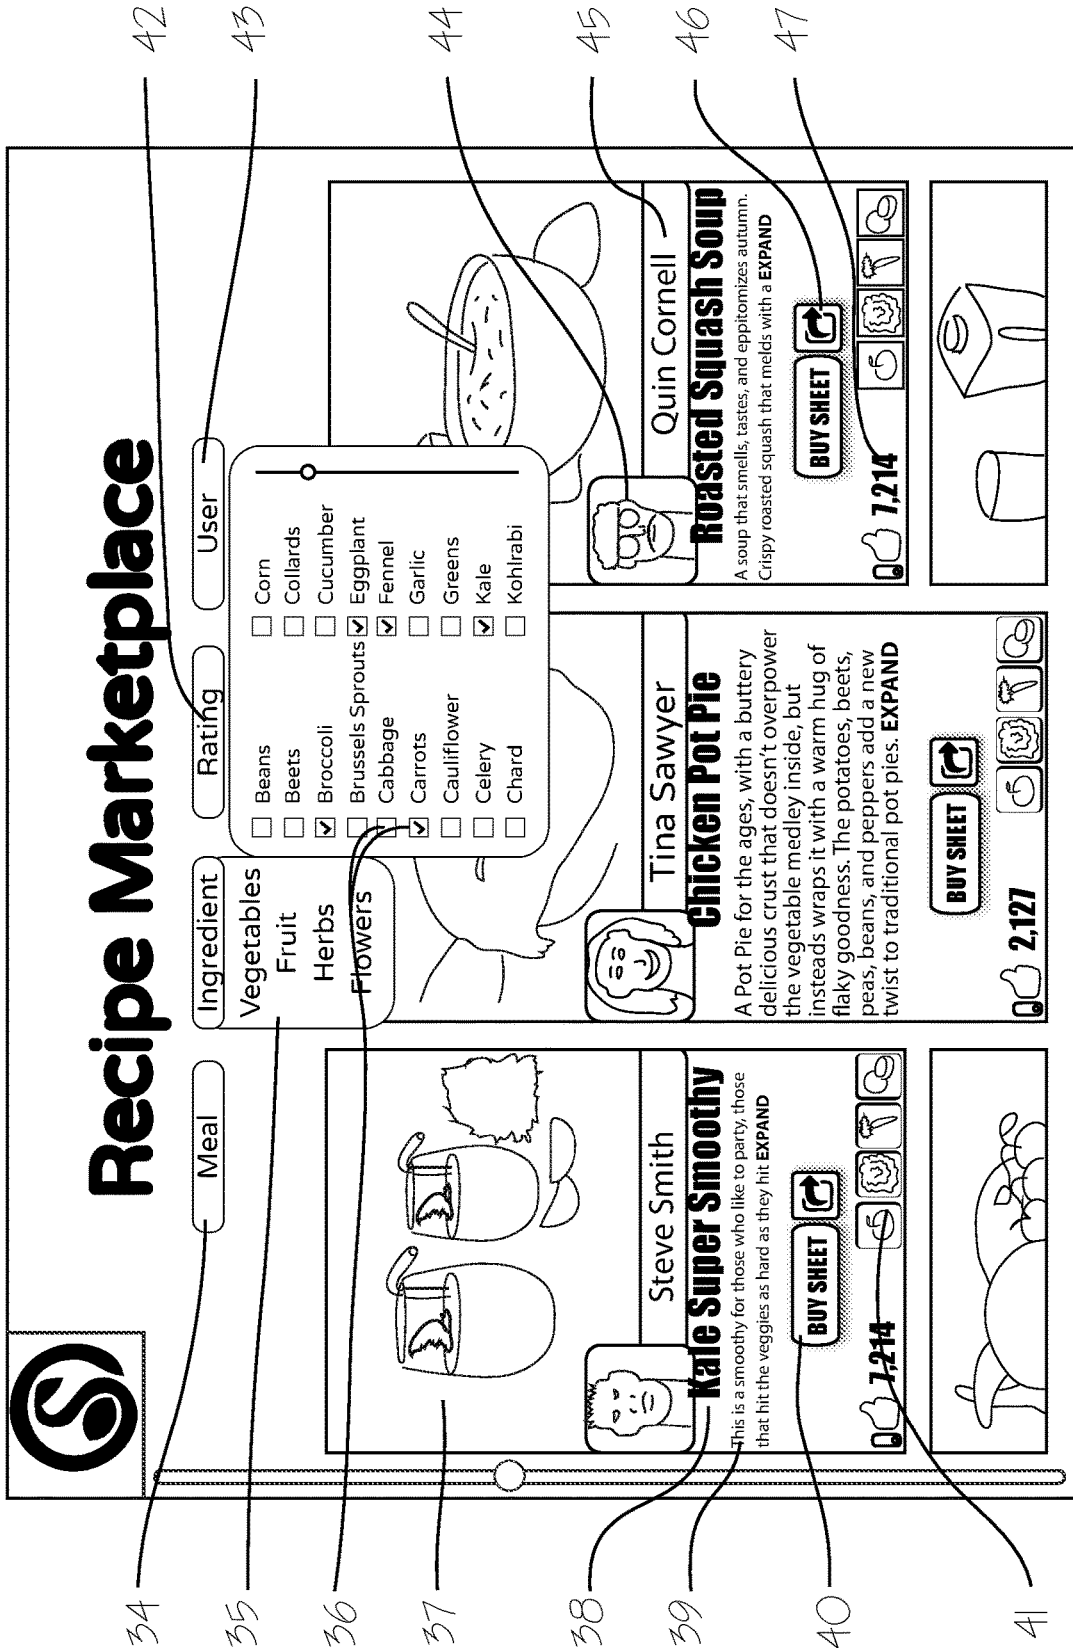 42
43
44
45
46
47
Recipe Marketplace
Meal
Ingredient
Rating
User
Vegetables
Fruit
Herbs
Flowers
Beans
Beets
Broccoli
Brussels Sprouts
Cabbage
Carrots
Cauliflower
Celery
Chard
Corn
Collards
Cucumber
Eggplant
Fennel
Garlic
Greens
Kale
Kohlrabi
Steve Smith
Kale Super Smoothy
This is a smoothy for those who like to party, those
that hit the veggies as hard as they hit EXPAND
BUY SHEET
7,214
Tina Sawyer
Chicken Pot Pie
A Pot Pie for the ages, with a buttery
delicious crust that doesn't overpower
the vegetable medley inside, but
insteads wraps it with a warm hug of
flaky goodness. The potatoes, beets,
peas, beans, and peppers add a new
twist to traditional pot pies. EXPAND
BUY SHEET
2,127
Quin Cornell
Roasted Squash Soup
A soup that smells, tastes, and eppitomizes autumn.
Crispy roasted squash that melds with a EXPAND
BUY SHEET
7,214
34
35
36
37
38
39
40
41